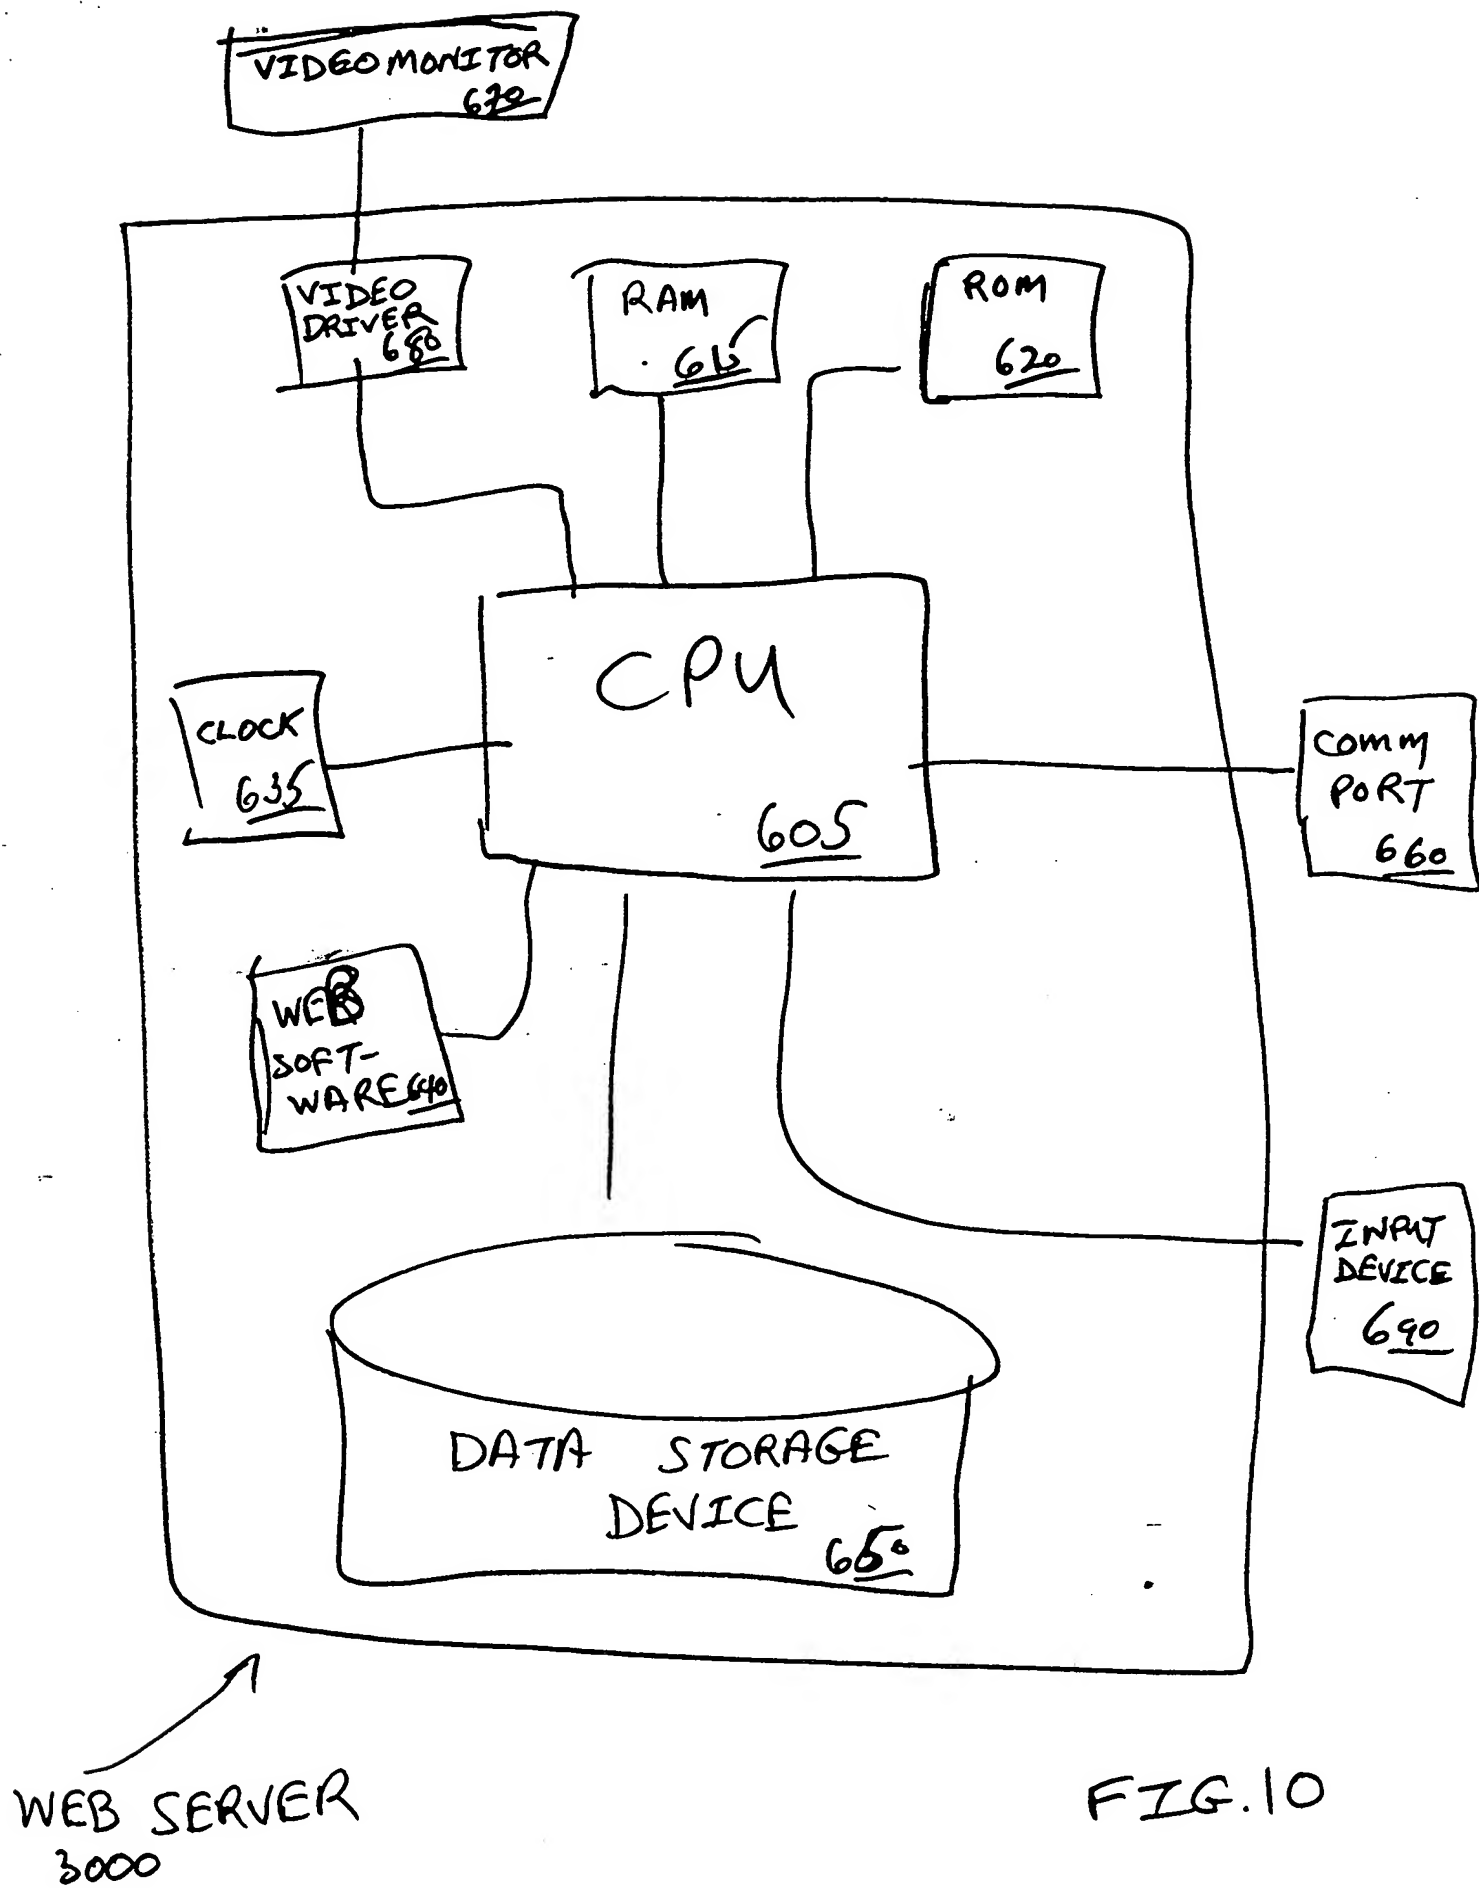 VIDEO MONITOR
670
VIDEO
DRIVER
680
RAM
615
ROM
620
CPU
605
CLOCK
635
COMM
PORT
660
WEB
SOFT-
WARE 640
INPUT
DEVICE
690
DATA STORAGE
DEVICE
650
WEB SERVER
3000
FIG. 10